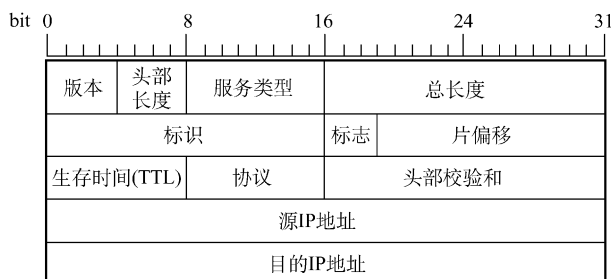 bit 0 8 16 24 31
版本 头部长度 服务类型 总长度
标识 标志 片偏移
生存时间(TTL) 协议 头部校验和
源IP地址
目的IP地址